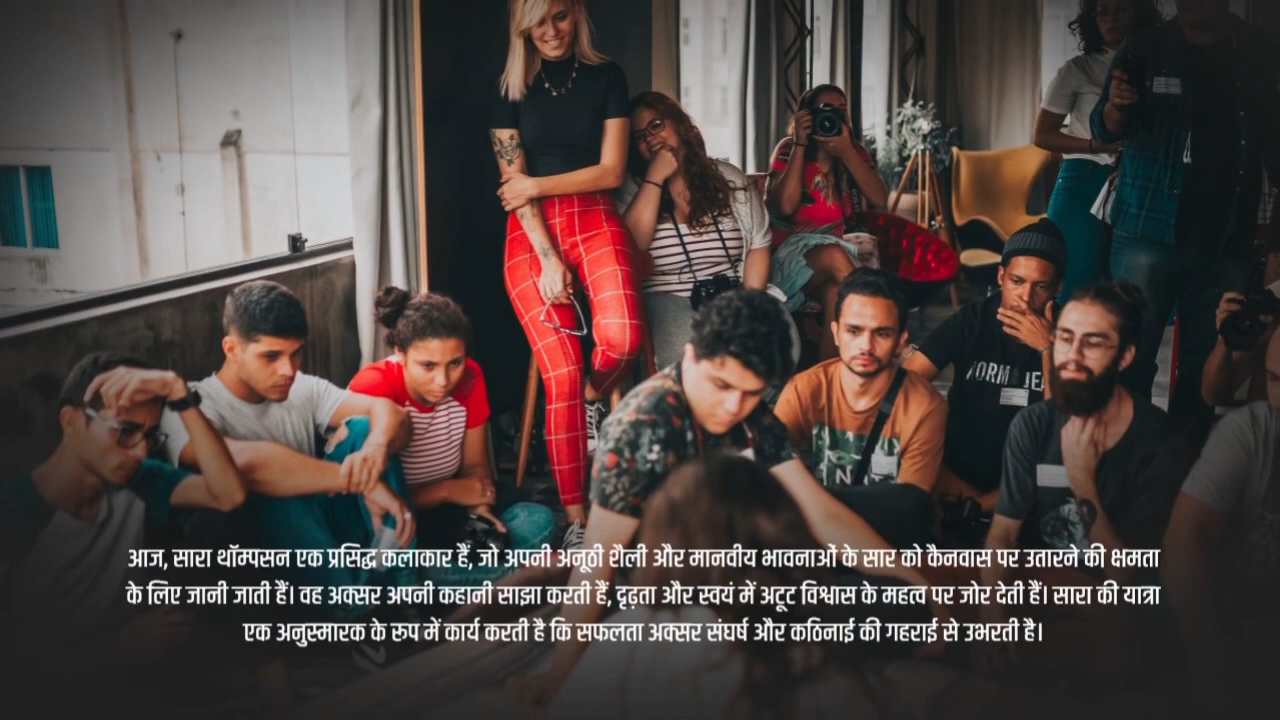 आज, सारा थॉम्पसन एक प्रसिद्ध कलाकार हैं, जो अपनी अनूठी शैली और मानवीय भावनाओं के सार को कैनवास पर उतारने की क्षमता
के लिए जानी जाती हैं। वह अक्सर अपनी कहानी साझा करती हैं, दृढ़ता और स्वयं में अटूट विश्वास के महत्व पर जोर देती हैं। सारा की यात्रा
एक अनुस्मारक के रूप में कार्य करती है कि सफलता अक्सर संघर्ष और कठिनाई की गहराई से उभरती है।